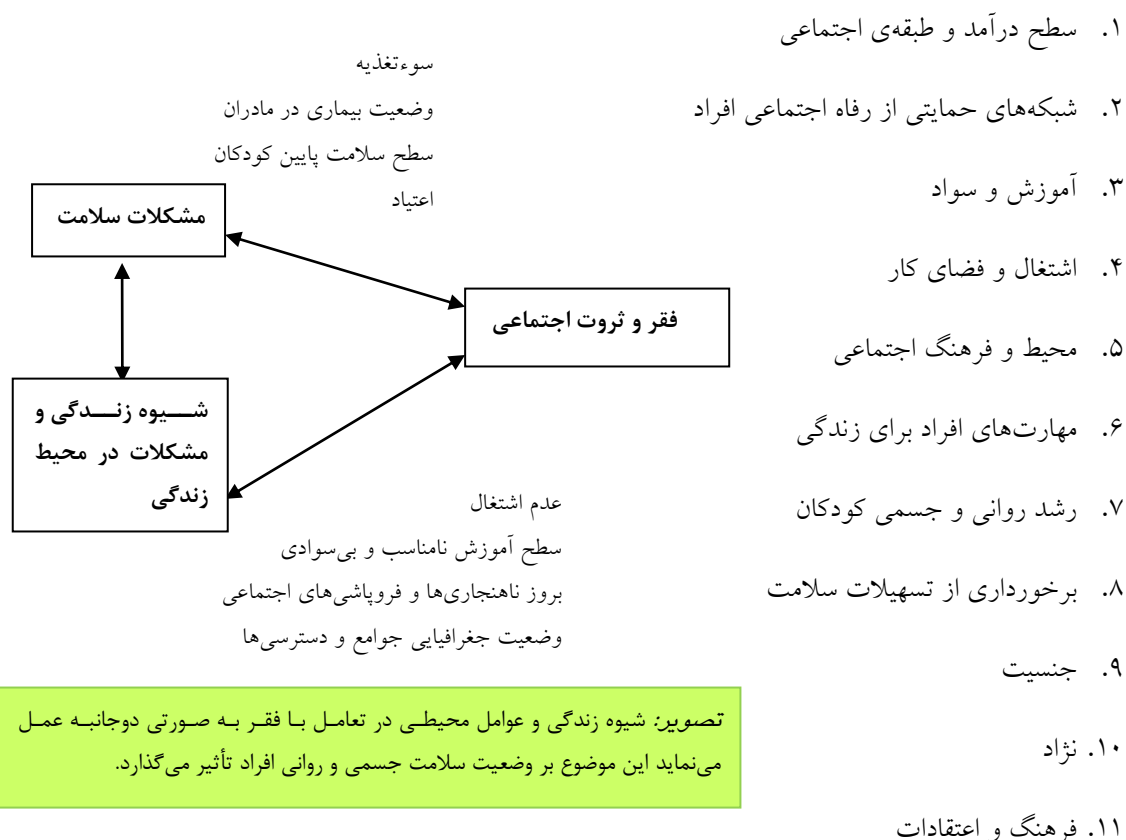 ۱. سطح درآمد و طبقه‌ی اجتماعی
۲. شبکه‌های حمایتی از رفاه اجتماعی افراد
۳. آموزش و سواد
۴. اشتغال و فضای کار
۵. محیط و فرهنگ اجتماعی
۶. مهارت‌های افراد برای زندگی
۷. رشد روانی و جسمی کودکان
۸. برخورداری از تسهیلات سلامت
۹. جنسیت
۱۰. نژاد
۱۱. فرهنگ و اعتقادات
سوءتغذیه
وضعیت بیماری در مادران
سطح سلامت پایین کودکان
اعتیاد
مشکلات سلامت
فقر و ثروت اجتماعی
شیوه زندگی و
مشکلات در محیط
زندگی
عدم اشتغال
سطح آموزش نامناسب و بی‌سوادی
بروز ناهنجاری‌ها و فروپاشی‌های اجتماعی
وضعیت جغرافیایی جوامع و دسترسی‌ها
تصویر: شیوه زندگی و عوامل محیطی در تعامل با فقر به صورتی دوجانبه عمل
می‌نماید این موضوع بر وضعیت سلامت جسمی و روانی افراد تأثیر می‌گذارد.